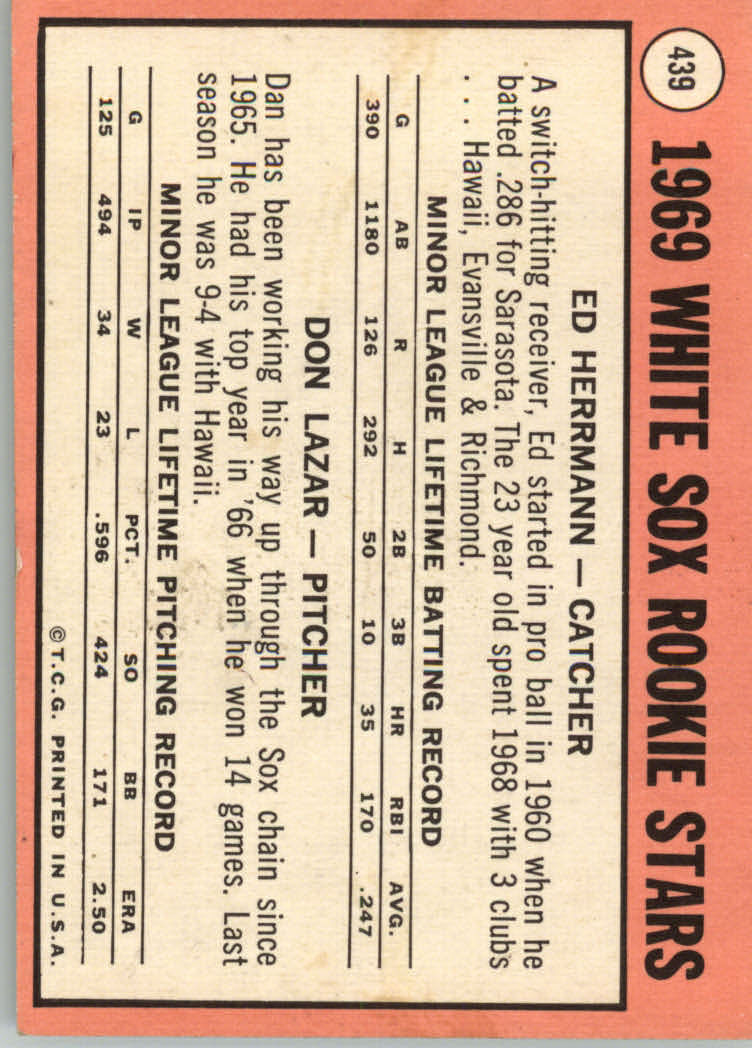 439
1969 WHITE SOX ROOKIE STARS
ED HERRMANN — CATCHER
A switch-hitting receiver, Ed started in pro ball in 1960 when he
batted .286 for Sarasota. The 23 year old spent 1968 with 3 clubs
. . . Hawaii, Evansville & Richmond.
MINOR LEAGUE LIFETIME BATTING RECORD
G AB R H 2B 3B HR RBI AVG.
390 1180 126 292 50 10 35 170 .247
DON LAZAR — PITCHER
Dan has been working his way up through the Sox chain since
1965. He had his top year in '66 when he won 14 games. Last
season he was 9-4 with Hawaii.
MINOR LEAGUE LIFETIME PITCHING RECORD
G IP W L PCT. SO BB ERA
125 494 34 23 .596 424 171 2.50
©T.C.G. PRINTED IN U.S.A.